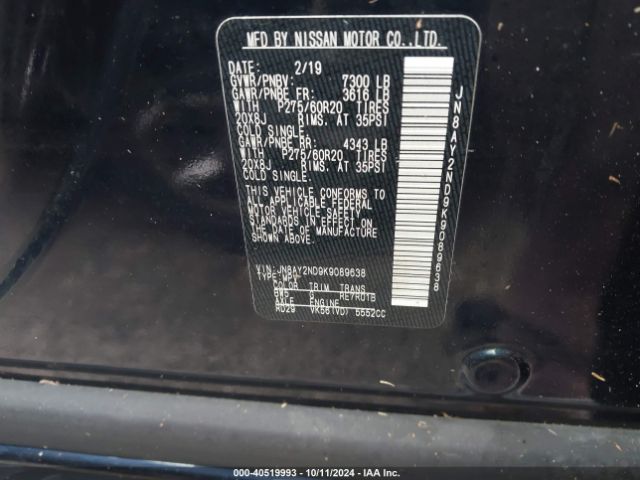 MFD BY NISSAN MOTOR CO.,LTD.
DATE: 2/19
GVWR/PNBV: 7300 LB
GAWR/PNBE FR: 3616 LB
WITH P275/60R20 TIRES
20X8J RIMS. AT 35PSI
COLD SINGLE.
GAWR/PNBE RR: 4343 LB
WITH P275/60R20 TIRES
20X8J RIMS. AT 35PSI
COLD SINGLE.
THIS VEHICLE CONFORMS TO
ALL APPLICABLE FEDERAL
MOTOR VEHICLE SAFETY
STANDARDS IN EFFECT ON
THE DATE OF MANUFACTURE
SHOWN ABOVE.
VIN: JN8AY2ND9K9089638
TYPE: MPV
COLOR TRIM TRANS
BW5 G RE7R01B
AXLE ENGINE
RD29 VK56(VD) 5552CC
JN8AY2ND9K9089638
000-40519993 - 10/11/2024 - IAA Inc.